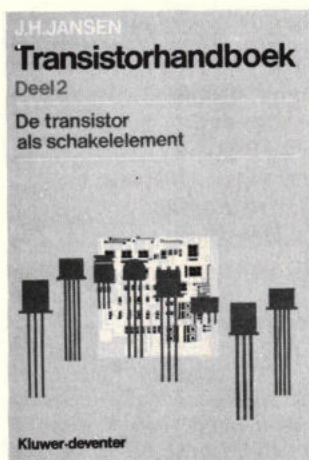 J.H.JANSEN
Transistorhandboek
Deel 2
De transistor
als schakelelement
Kluwer-deventer